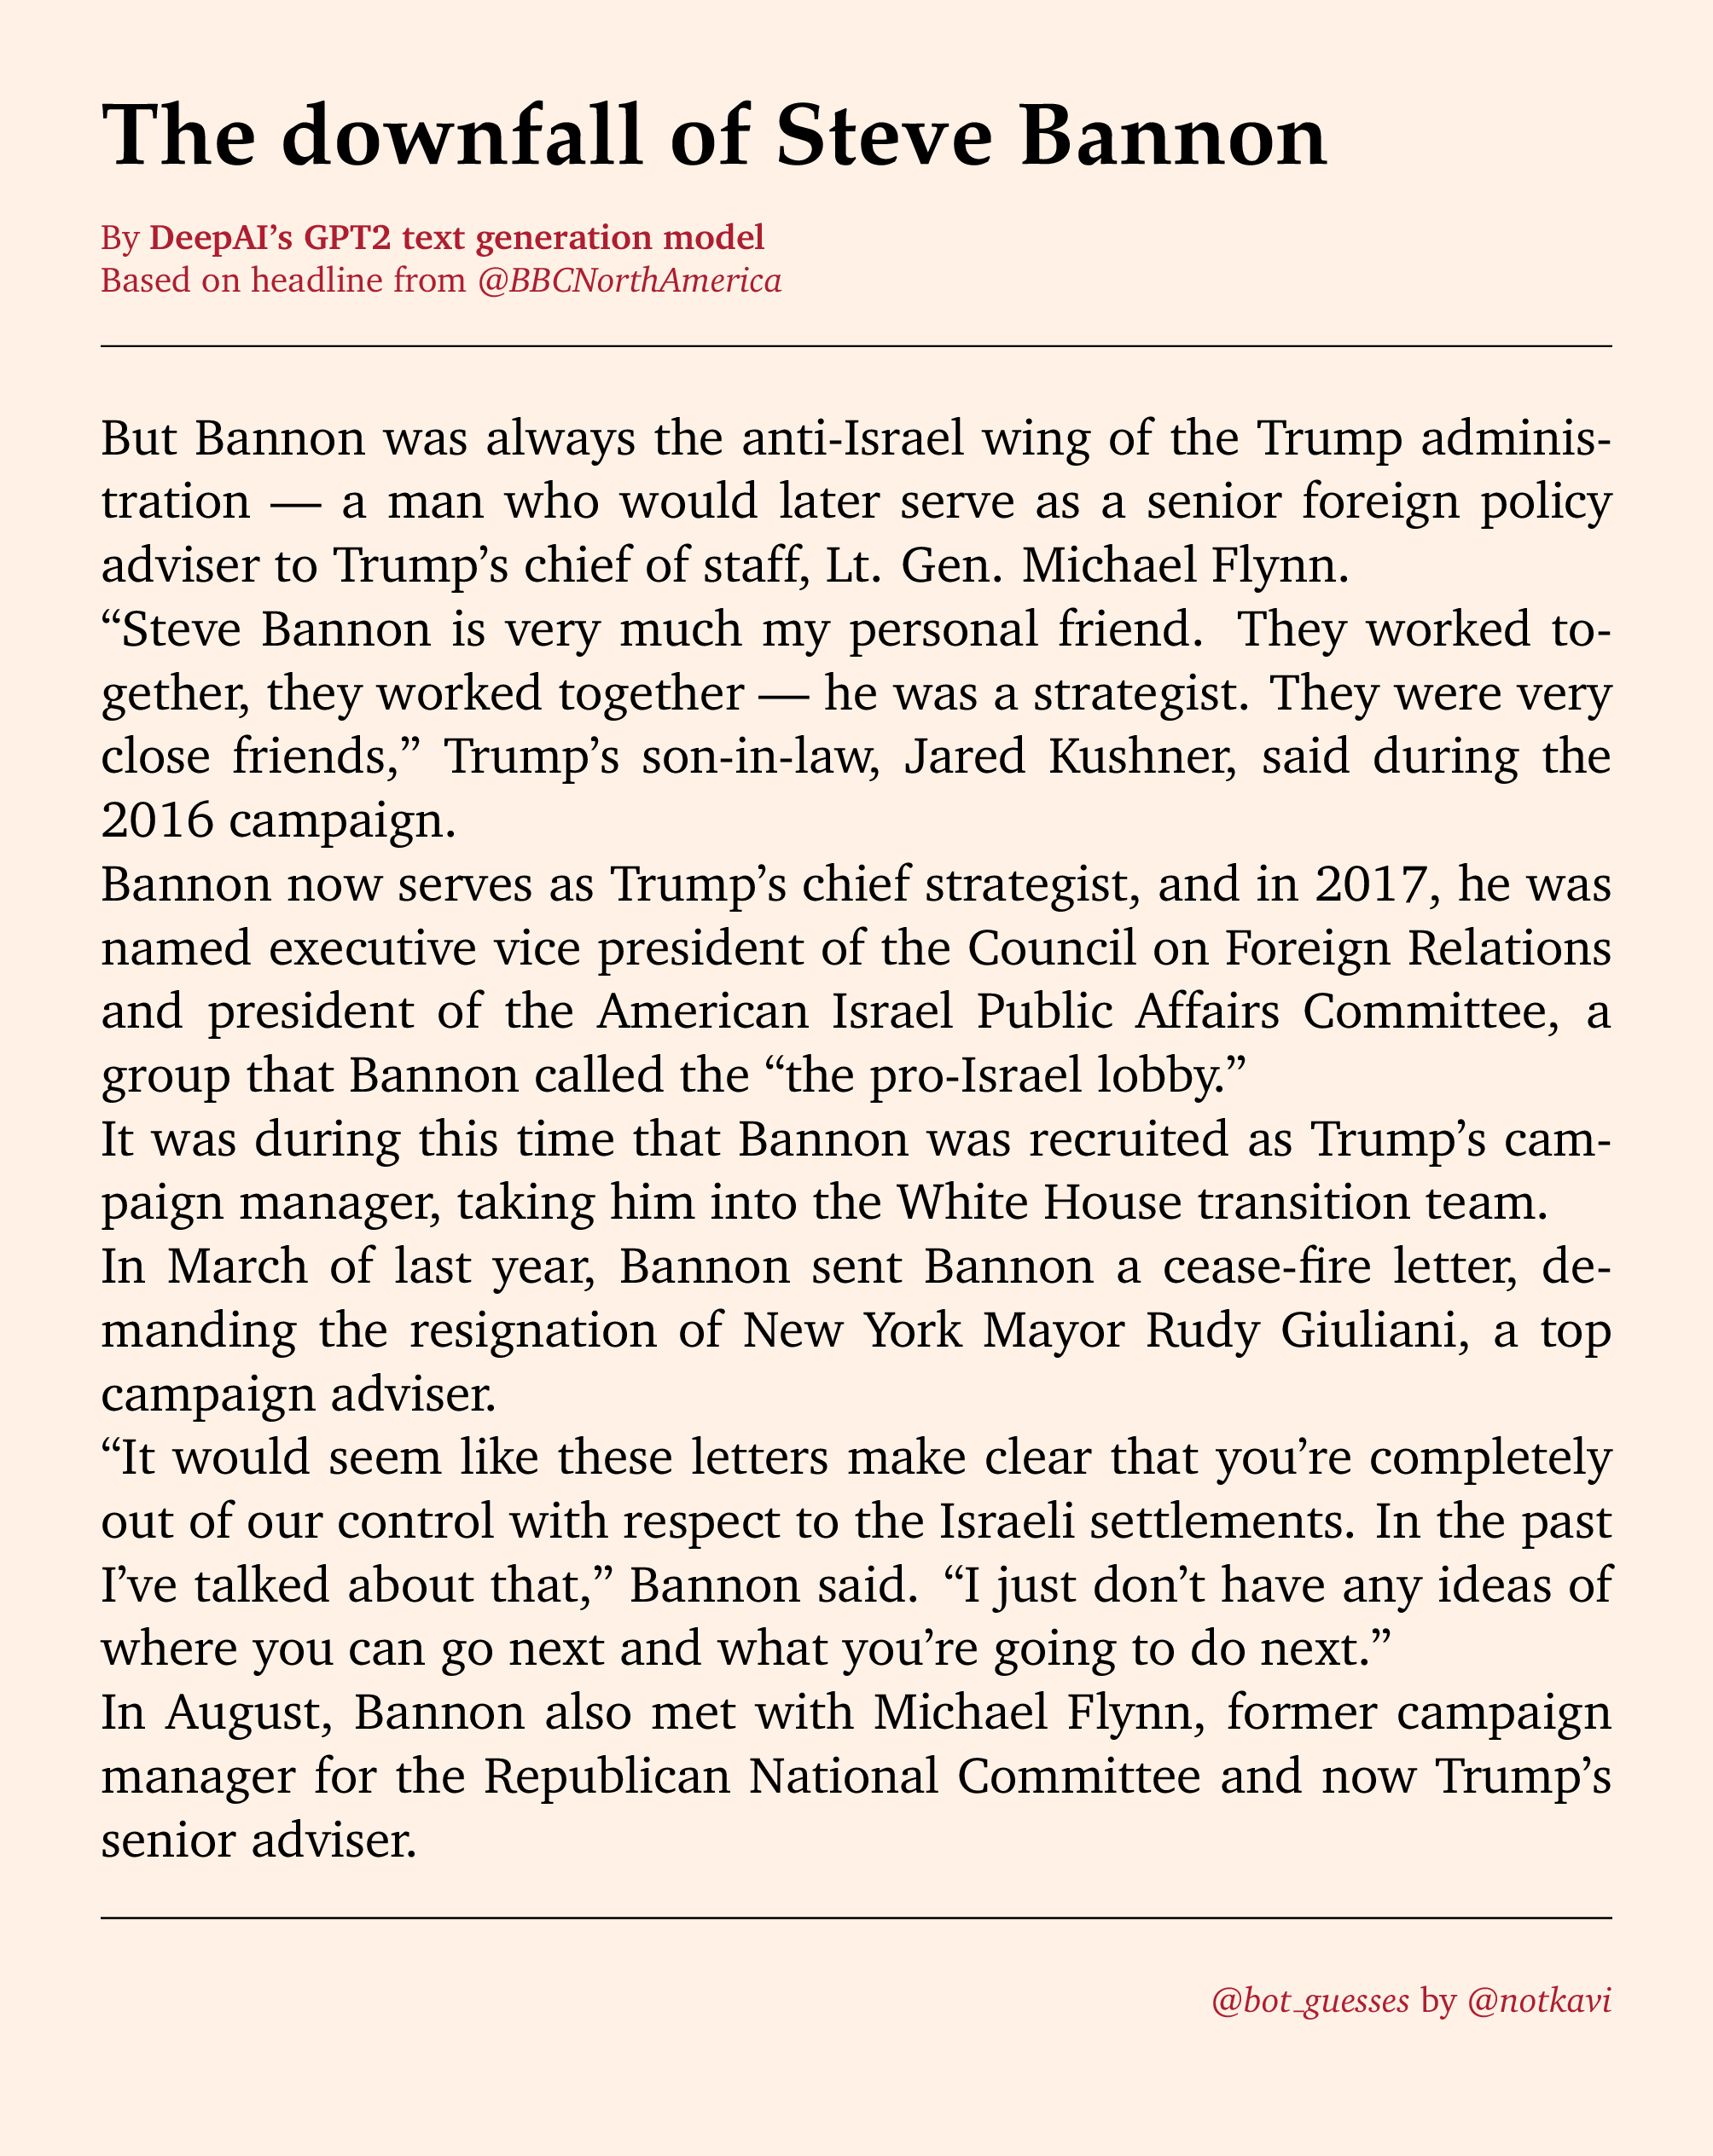 The downfall of Steve Bannon
By DeepAI’s GPT2 text generation model
Based on headline from @BBCNorthAmerica
But Bannon was always the anti-Israel wing of the Trump adminis-
tration — a man who would later serve as a senior foreign policy
adviser to Trump’s chief of staff, Lt. Gen. Michael Flynn.
“Steve Bannon is very much my personal friend. They worked to-
gether, they worked together — he was a strategist. They were very
close friends,” Trump’s son-in-law, Jared Kushner, said during the
2016 campaign.
Bannon now serves as Trump’s chief strategist, and in 2017, he was
named executive vice president of the Council on Foreign Relations
and president of the American Israel Public Affairs Committee, a
group that Bannon called the “the pro-Israel lobby.”
It was during this time that Bannon was recruited as Trump’s cam-
paign manager, taking him into the White House transition team.
In March of last year, Bannon sent Bannon a cease-fire letter, de-
manding the resignation of New York Mayor Rudy Giuliani, a top
campaign adviser.
“It would seem like these letters make clear that you’re completely
out of our control with respect to the Israeli settlements. In the past
I’ve talked about that,” Bannon said. “I just don’t have any ideas of
where you can go next and what you’re going to do next.”
In August, Bannon also met with Michael Flynn, former campaign
manager for the Republican National Committee and now Trump’s
senior adviser.
@bot_guesses by @notkavi